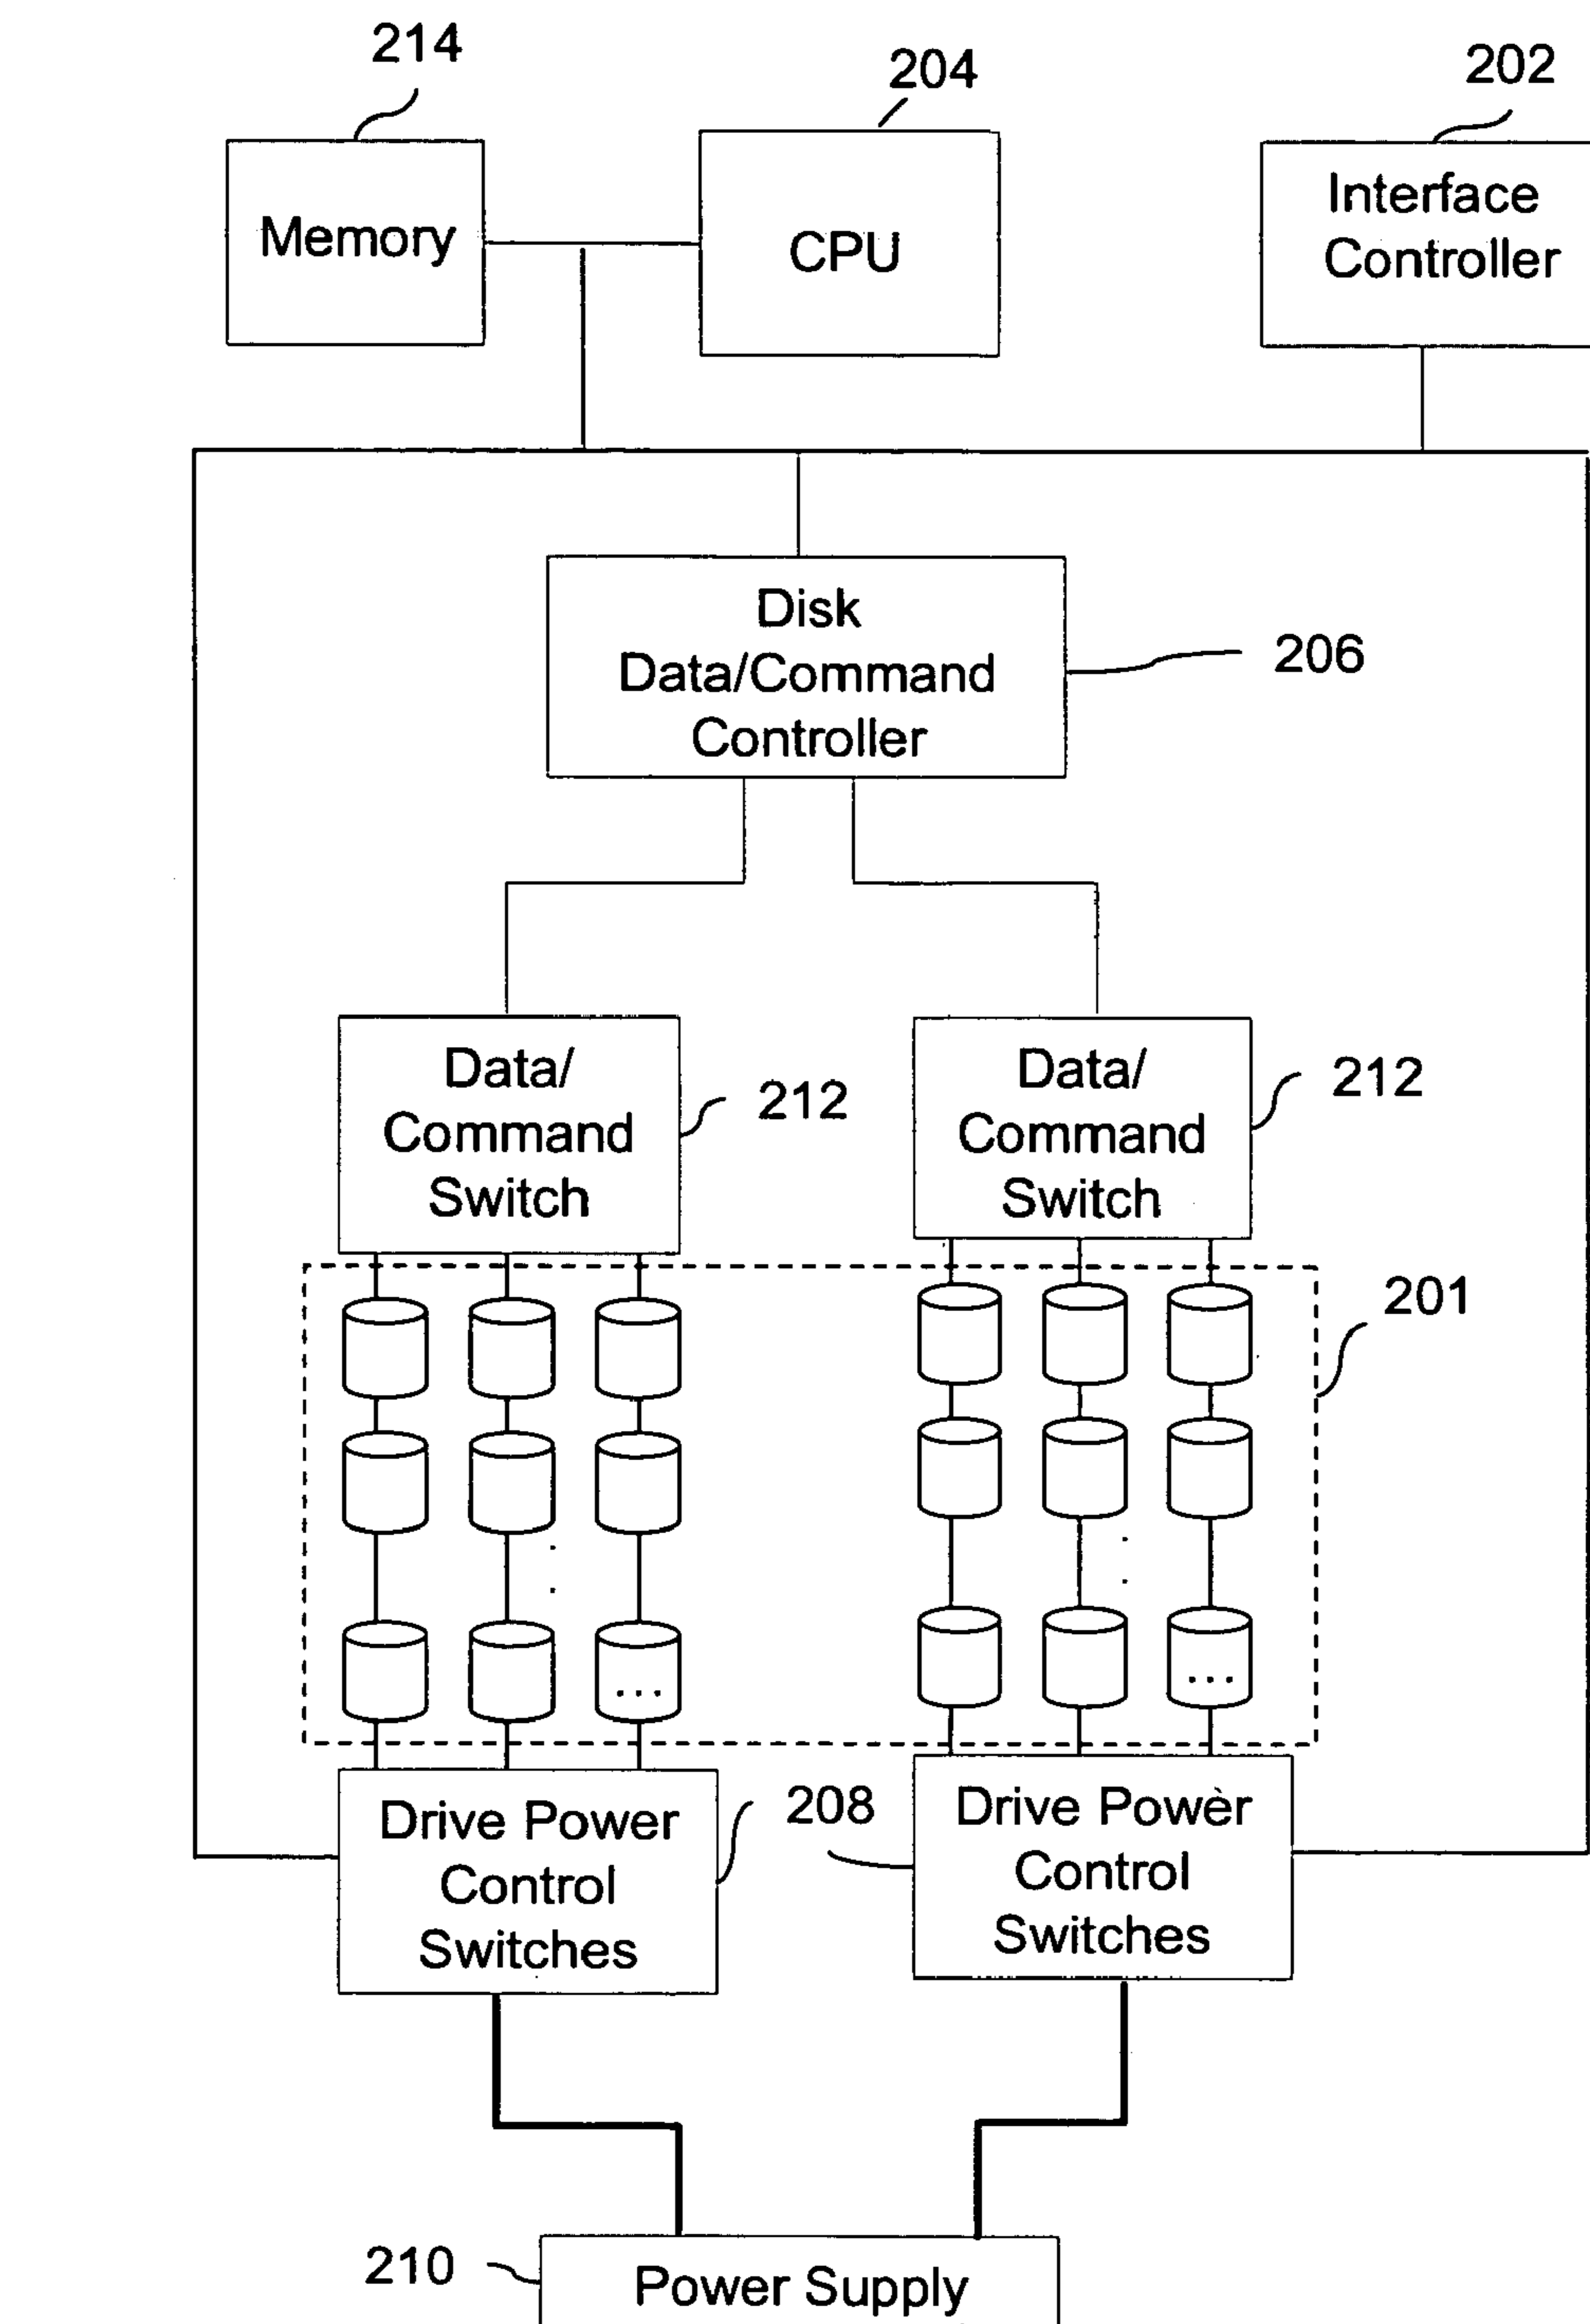 214
204
202
Memory
CPU
Interface
Controller
Disk
Data/Command
Controller
206
Data/
Command
Switch
212
Data/
Command
Switch
212
201
...
...
Drive Power
Control
Switches
208
Drive Power
Control
Switches
210
Power Supply